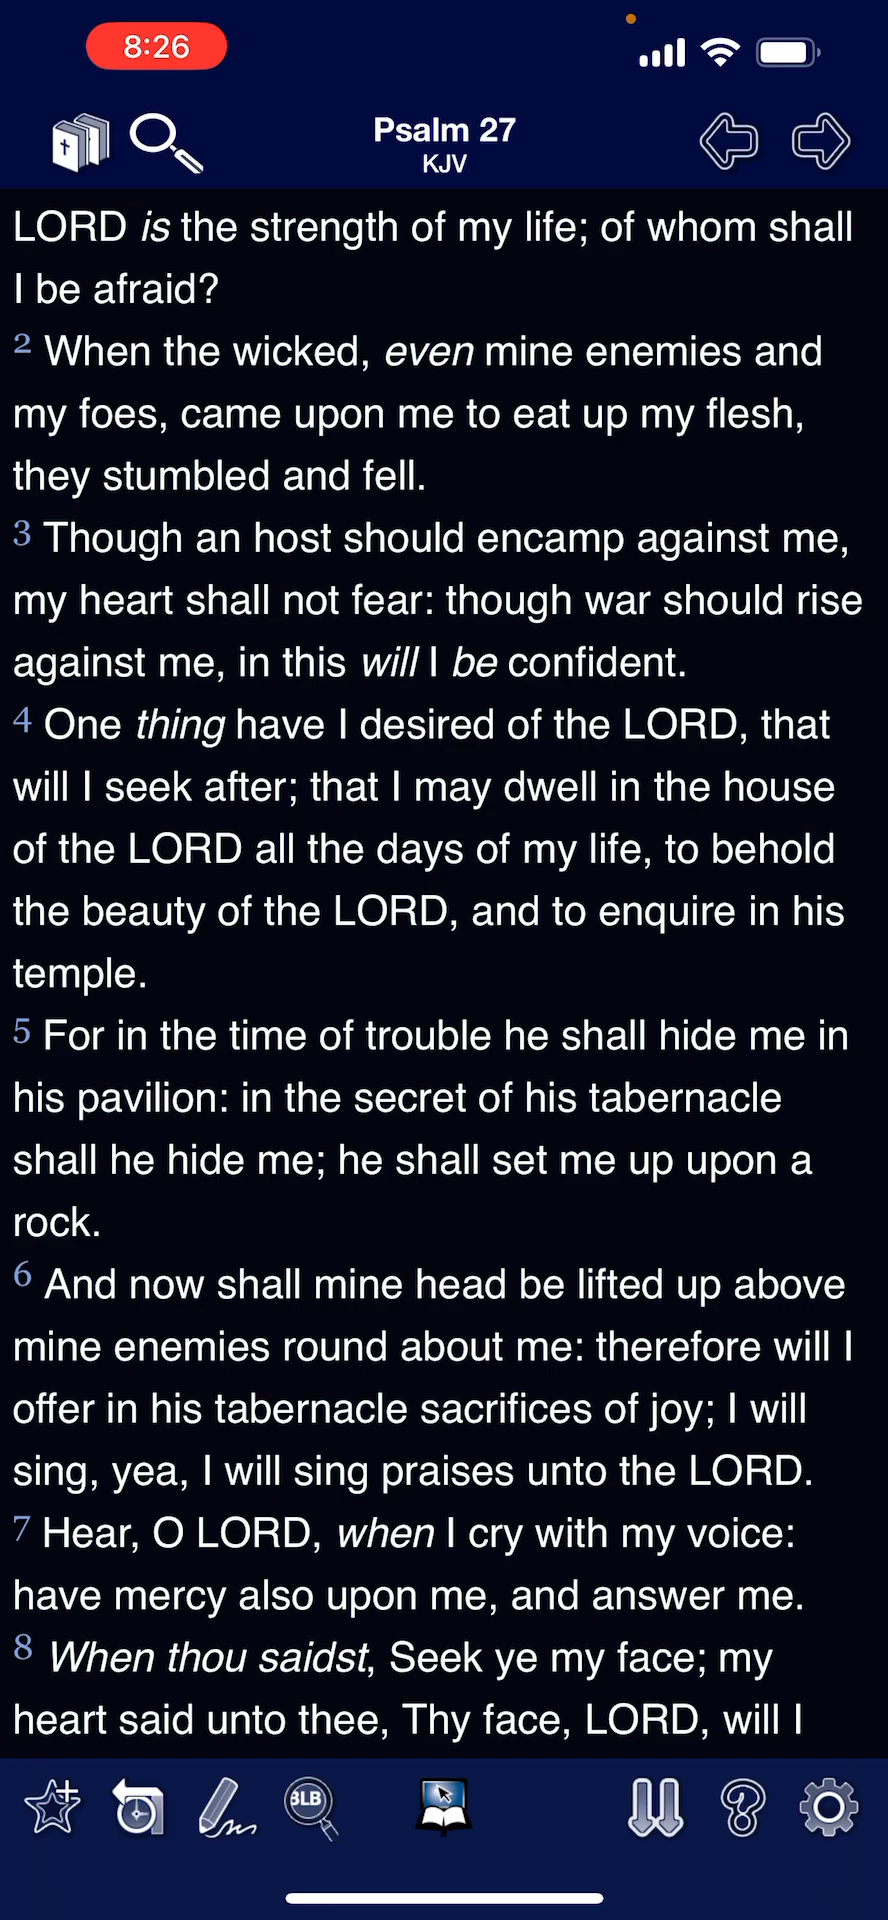 8:26
Psalm 27
KJV
LORD is the strength of my life; of whom shall
I be afraid?
2 When the wicked, even mine enemies and
my foes, came upon me to eat up my flesh,
they stumbled and fell.
3 Though an host should encamp against me,
my heart shall not fear: though war should rise
against me, in this will I be confident.
4 One thing have I desired of the LORD, that
will I seek after; that I may dwell in the house
of the LORD all the days of my life, to behold
the beauty of the LORD, and to enquire in his
temple.
5 For in the time of trouble he shall hide me in
his pavilion: in the secret of his tabernacle
shall he hide me; he shall set me up upon a
rock.
6 And now shall mine head be lifted up above
mine enemies round about me: therefore will I
offer in his tabernacle sacrifices of joy; I will
sing, yea, I will sing praises unto the LORD.
7 Hear, O LORD, when I cry with my voice:
have mercy also upon me, and answer me.
8 When thou saidst, Seek ye my face; my
heart said unto thee, Thy face, LORD, will I
BLB